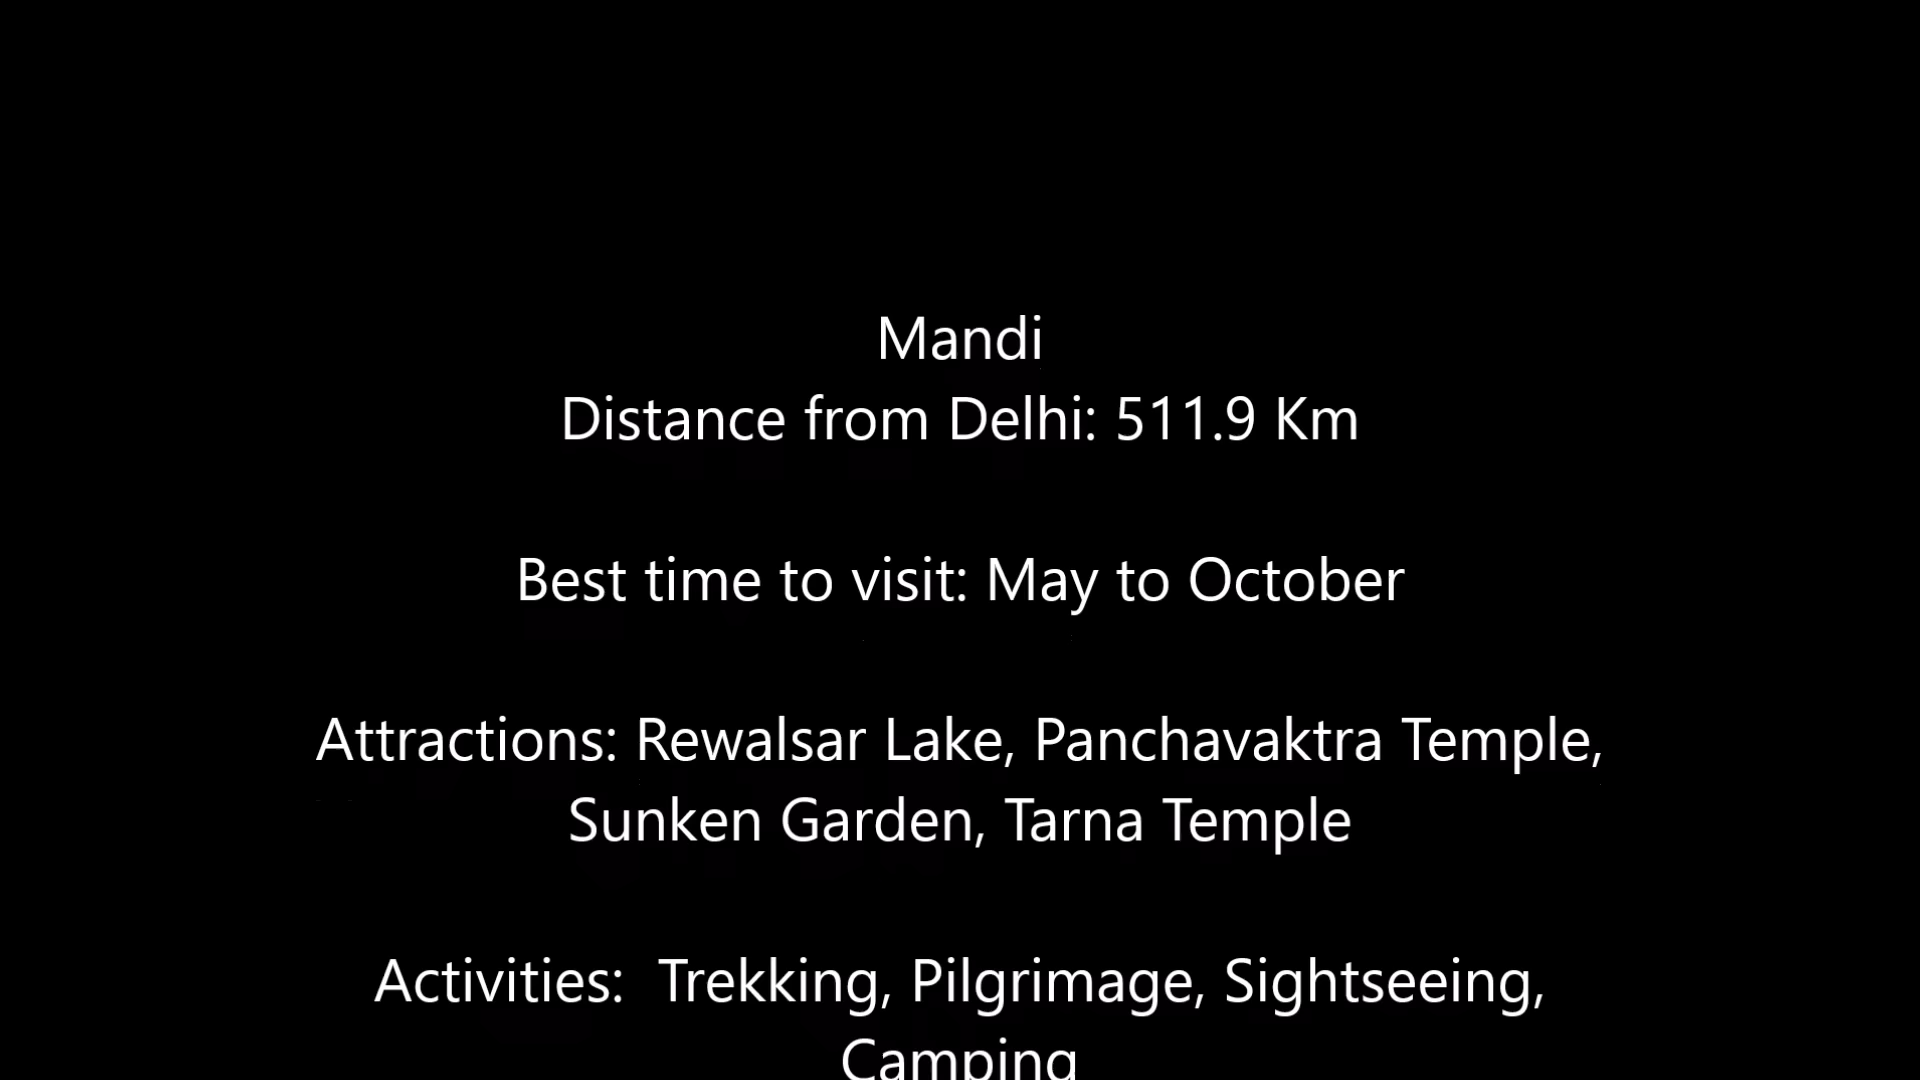 Mandi
Distance from Delhi: 511.9 Km
Best time to visit: May to October
Attractions: Rewalsar Lake, Panchavaktra Temple,
Sunken Garden, Tarna Temple
Activities:  Trekking, Pilgrimage, Sightseeing,
Camping